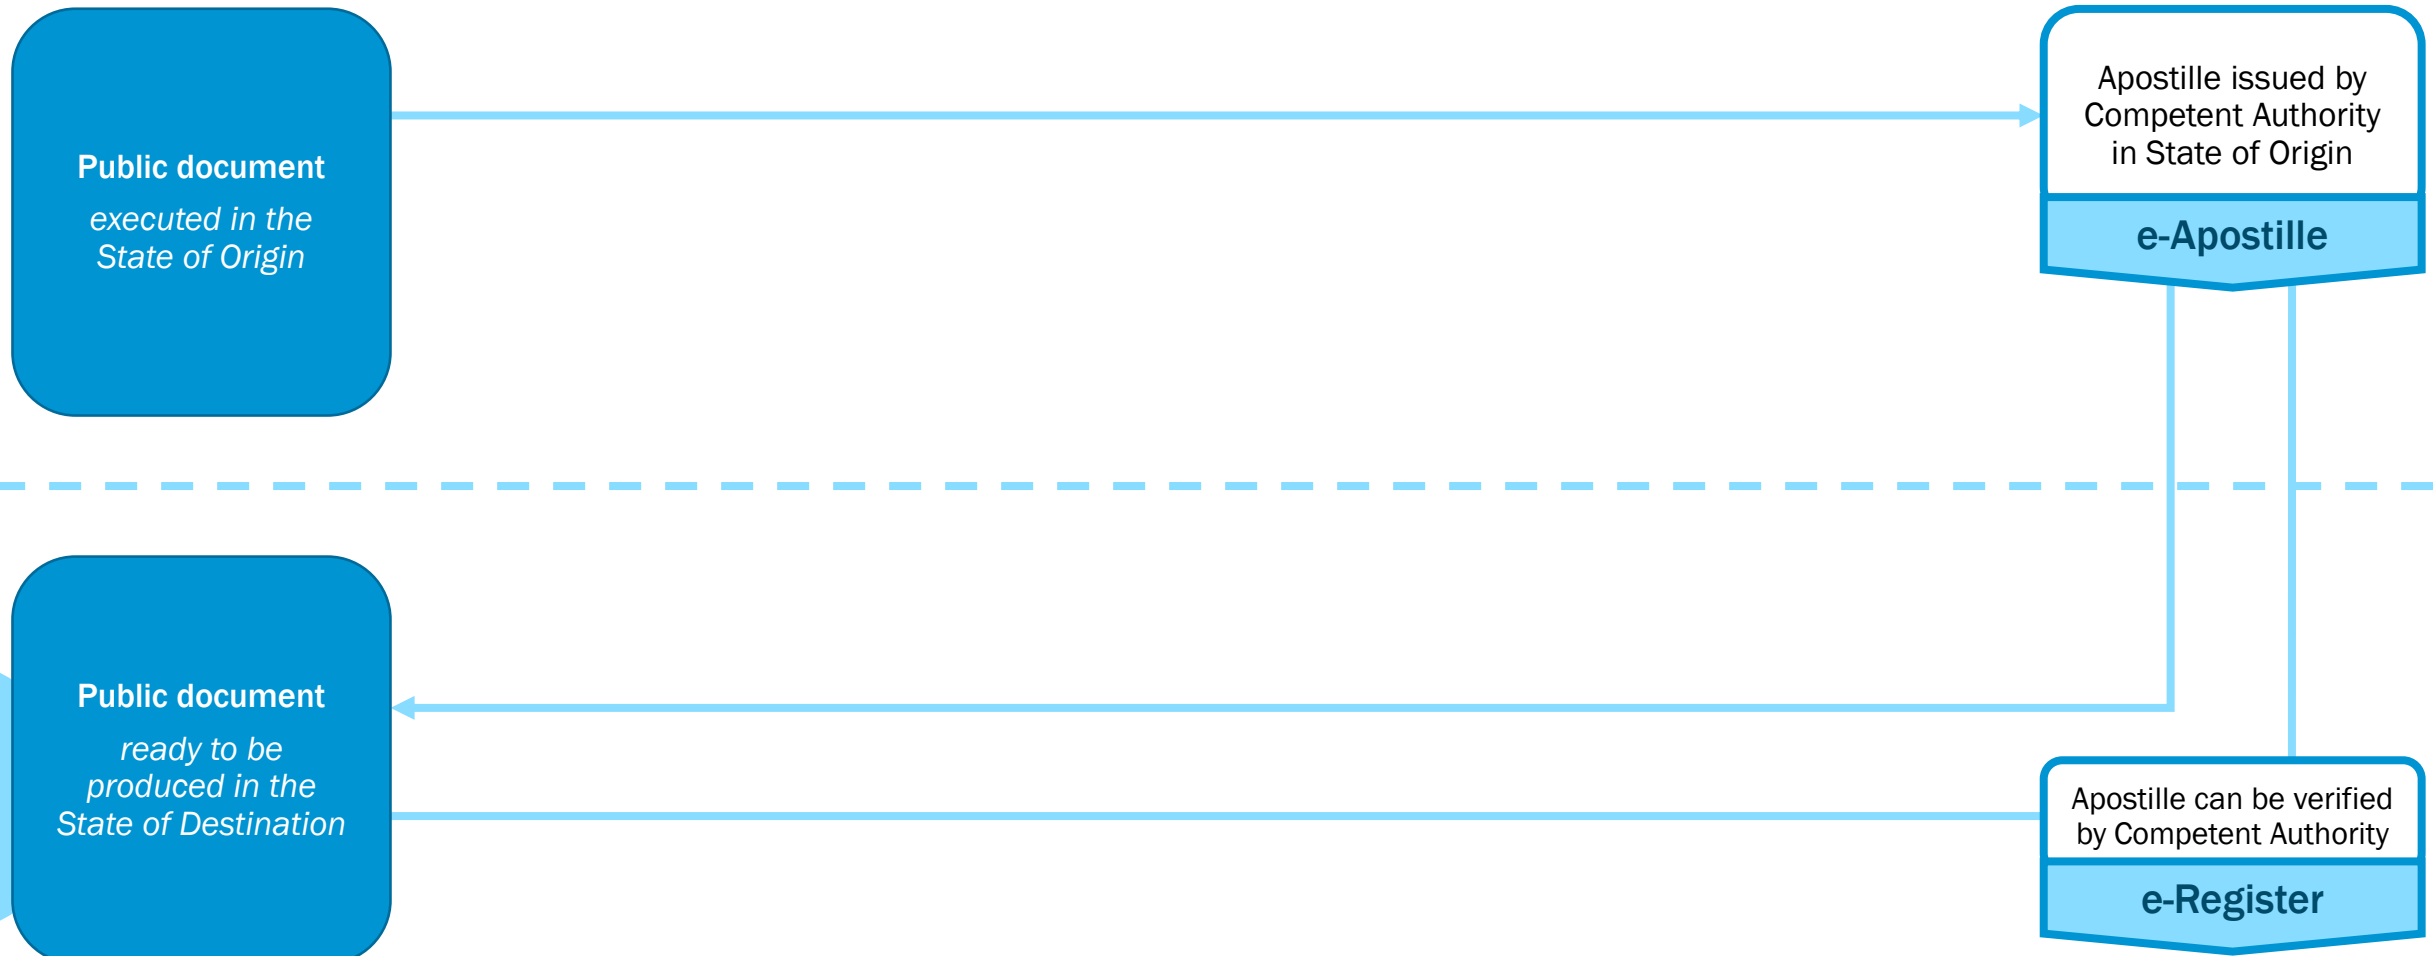 Public document
executed in the
State of Origin
Apostille issued by
Competent Authority
in State of Origin
e-Apostille
Public document
ready to be
produced in the
State of Destination
Apostille can be verified
by Competent Authority
e-Register